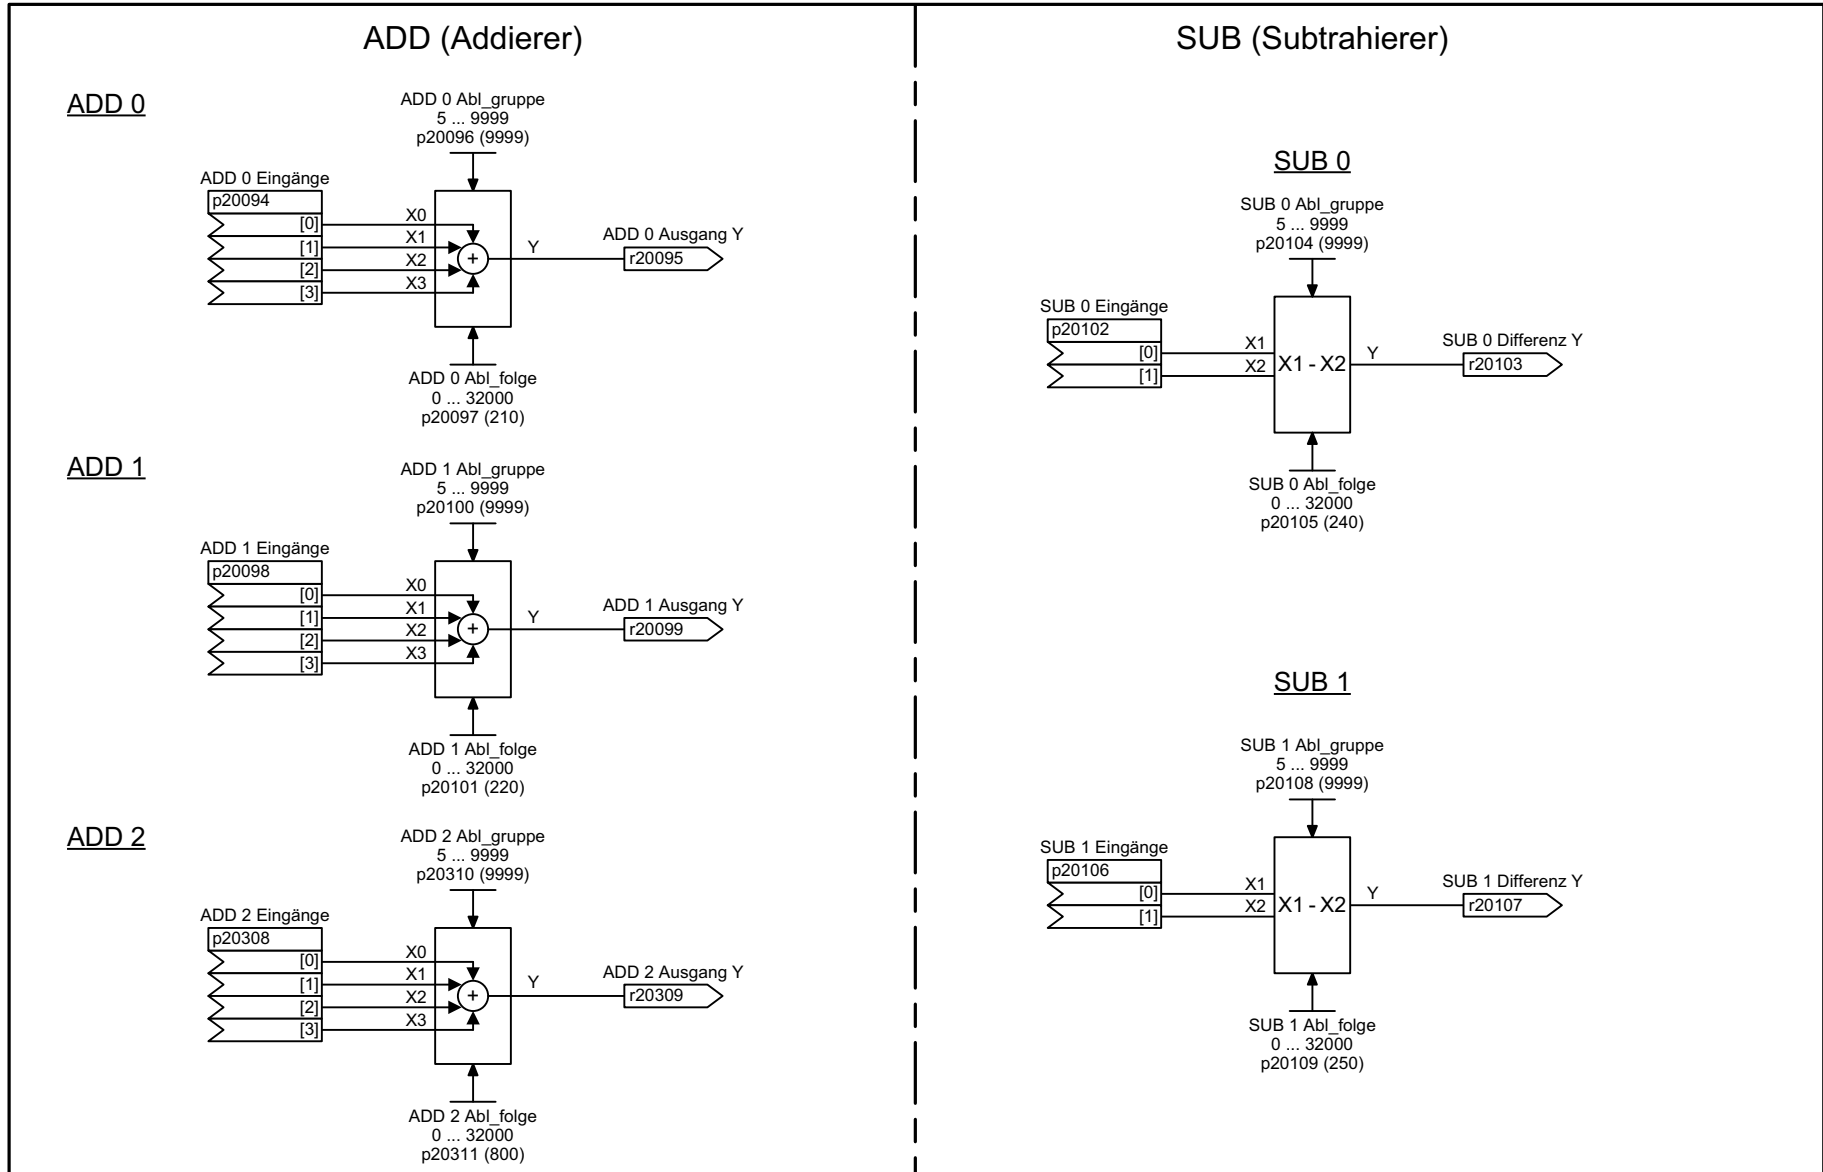 ADD (Addierer)
ADD 0
ADD 0 Abl_gruppe
5 ... 9999
p20096 (9999)
ADD 0 Eingänge
p20094
[0]
[1]
[2]
[3]
X0
X1
X2
X3
+
Y
ADD 0 Ausgang Y
r20095
ADD 0 Abl_folge
0 ... 32000
p20097 (210)
ADD 1
ADD 1 Abl_gruppe
5 ... 9999
p20100 (9999)
ADD 1 Eingänge
p20098
[0]
[1]
[2]
[3]
X0
X1
X2
X3
+
Y
ADD 1 Ausgang Y
r20099
ADD 1 Abl_folge
0 ... 32000
p20101 (220)
ADD 2
ADD 2 Abl_gruppe
5 ... 9999
p20310 (9999)
ADD 2 Eingänge
p20308
[0]
[1]
[2]
[3]
X0
X1
X2
X3
+
Y
ADD 2 Ausgang Y
r20309
ADD 2 Abl_folge
0 ... 32000
p20311 (800)
SUB (Subtrahierer)
SUB 0
SUB 0 Abl_gruppe
5 ... 9999
p20104 (9999)
SUB 0 Eingänge
p20102
[0]
[1]
X1
X2
X1 - X2
Y
SUB 0 Differenz Y
r20103
SUB 0 Abl_folge
0 ... 32000
p20105 (240)
SUB 1
SUB 1 Abl_gruppe
5 ... 9999
p20108 (9999)
SUB 1 Eingänge
p20106
[0]
[1]
X1
X2
X1 - X2
Y
SUB 1 Differenz Y
r20107
SUB 1 Abl_folge
0 ... 32000
p20109 (250)